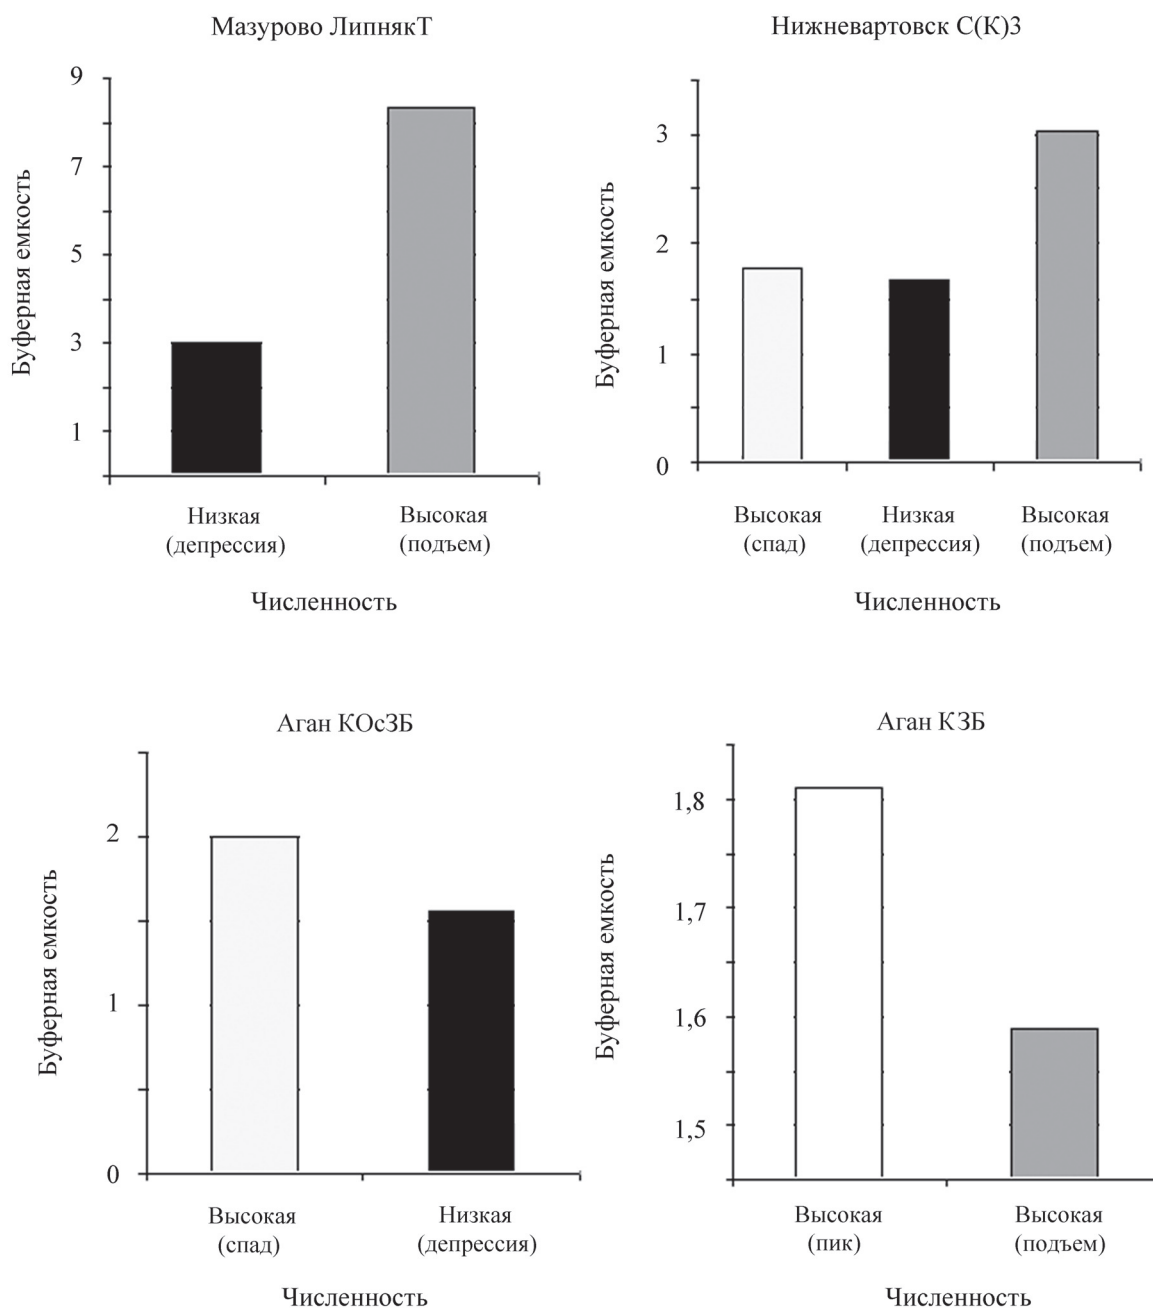 Мазурово ЛипнякТ
9
7
5
3
1
Буферная емкость
Низкая
(депрессия)
Высокая
(подъем)
Численность
Нижневартовск С(К)З
3
2
1
0
Буферная емкость
Высокая
(спад)
Низкая
(депрессия)
Высокая
(подъем)
Численность
Аган КОсЗБ
2
1
0
Буферная емкость
Высокая
(спад)
Низкая
(депрессия)
Численность
Аган КЗБ
1,8
1,7
1,6
1,5
Буферная емкость
Высокая
(пик)
Высокая
(подъем)
Численность